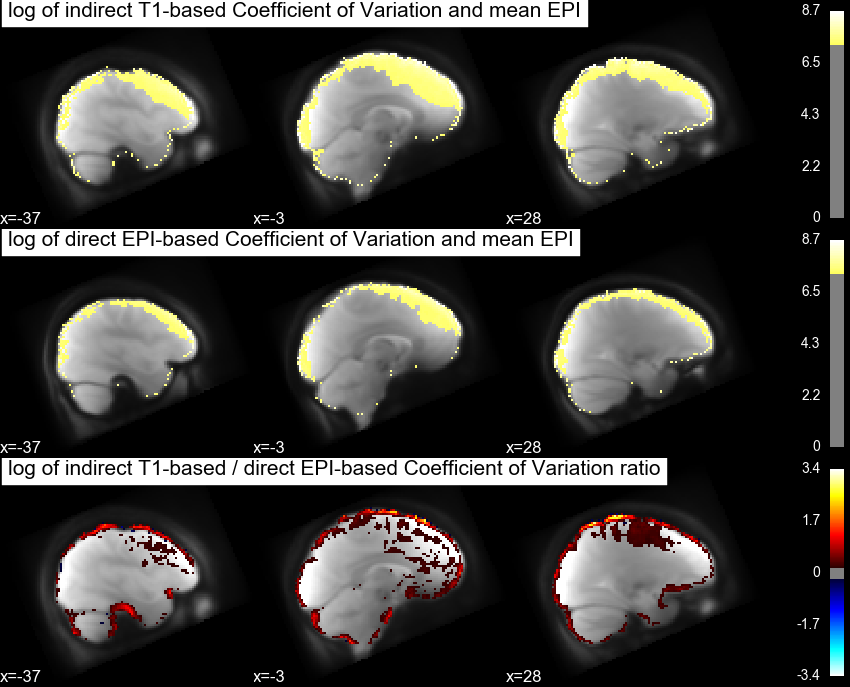 log of indirect T1-based Coefficient of Variation and mean EPI
8.7
6.5
4.3
2.2
0
x=-37
x=-3
x=28
log of direct EPI-based Coefficient of Variation and mean EPI
8.7
6.5
4.3
2.2
0
x=-37
x=-3
x=28
log of indirect T1-based / direct EPI-based Coefficient of Variation ratio
3.4
1.7
0
-1.7
-3.4
x=-37
x=-3
x=28